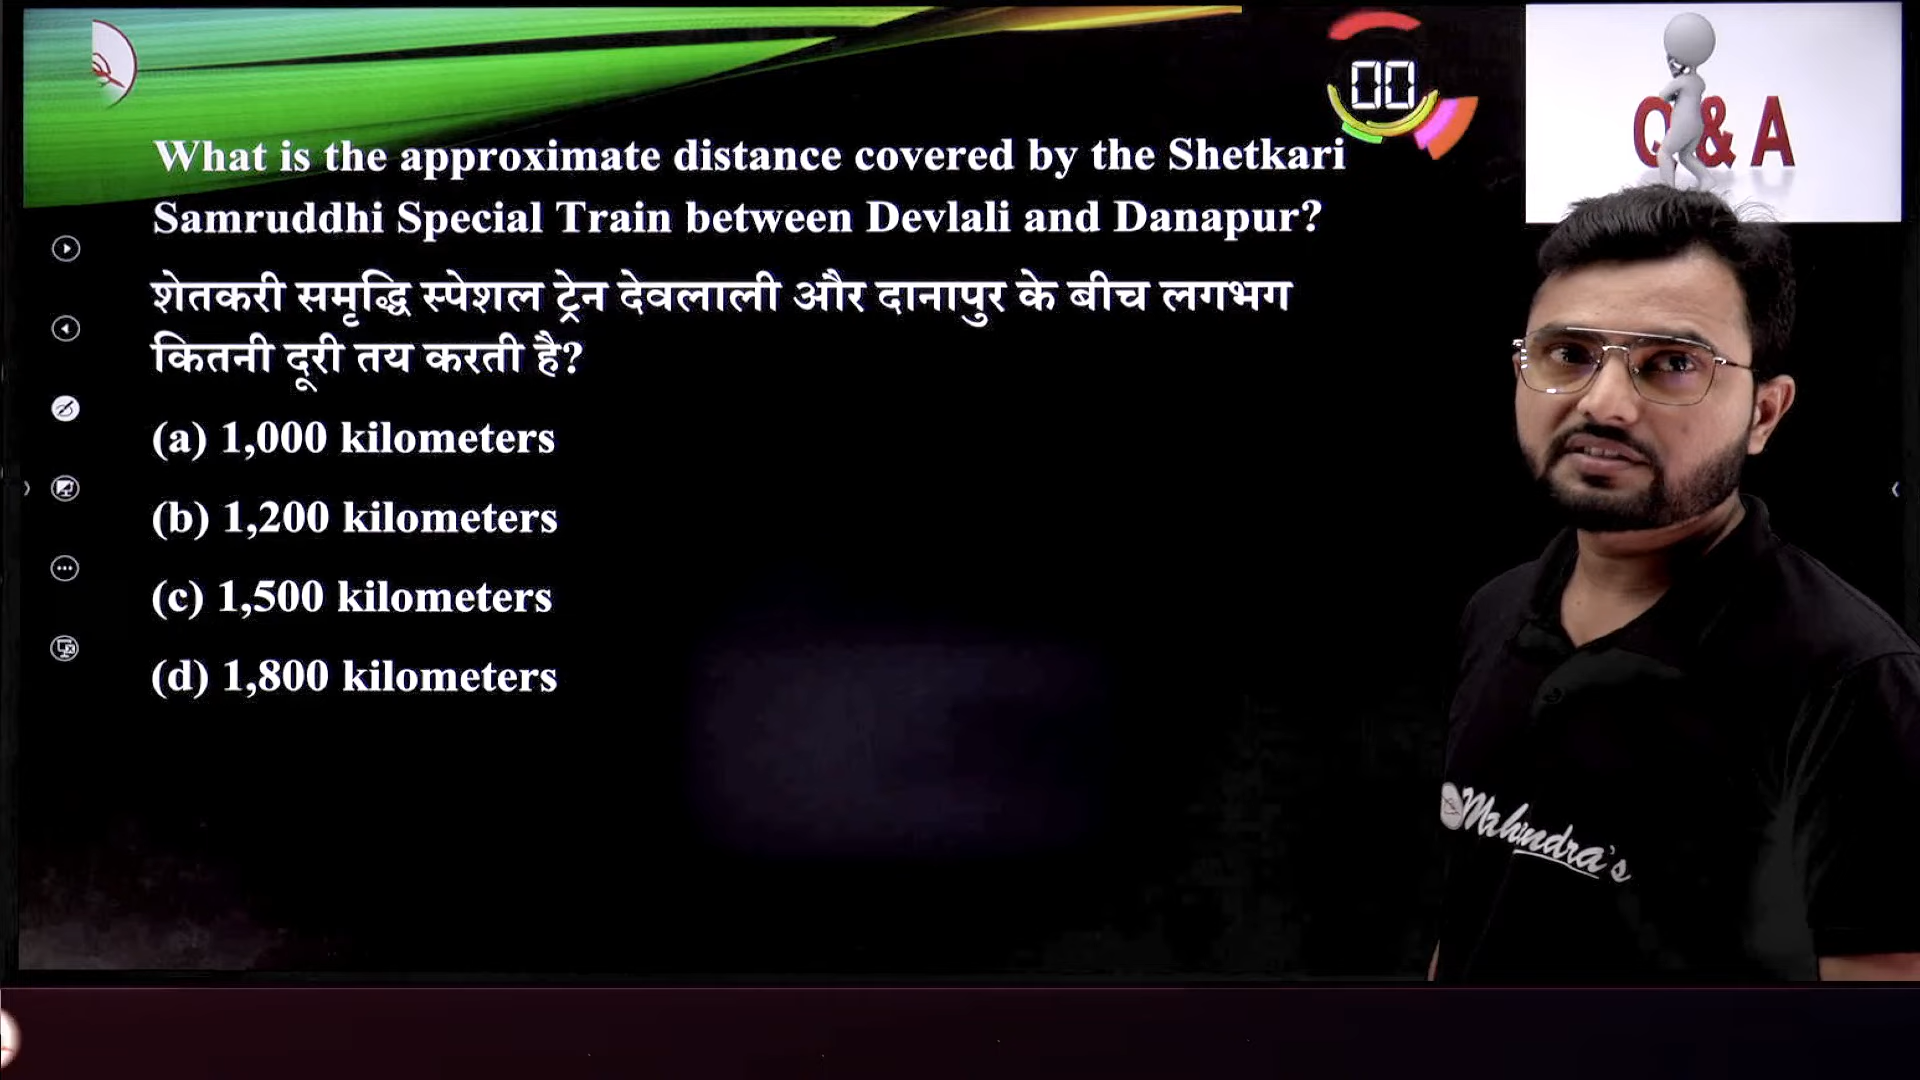 00
Q & A
What is the approximate distance covered by the Shetkari
Samruddhi Special Train between Devlali and Danapur?
शेतकरी समृद्धि स्पेशल ट्रेन देवलाली और दानापुर के बीच लगभग
कितनी दूरी तय करती है?
(a) 1,000 kilometers
(b) 1,200 kilometers
(c) 1,500 kilometers
(d) 1,800 kilometers
Mahendra's